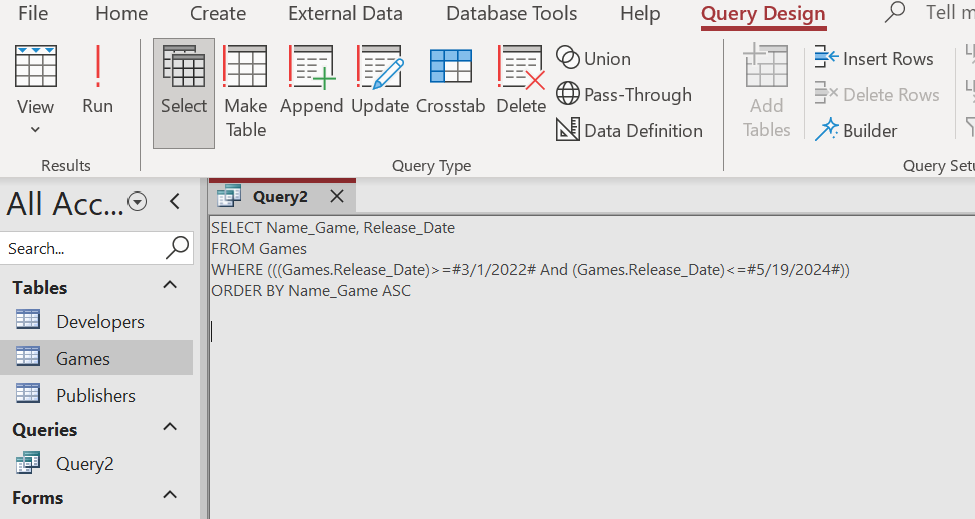 File Home Create External Data Database Tools Help Query Design Tell
View Run Select Make Table Append Update Crosstab Delete
Union
Pass-Through
Data Definition
Add Tables
Insert Rows
Delete Rows
Builder
Results Query Type Query
All Acc...
Search...
Tables
Developers
Games
Publishers
Queries
Query2
Forms
Query2
SELECT Name_Game, Release_Date
FROM Games
WHERE (((Games.Release_Date)>=#3/1/2022# And (Games.Release_Date)<=#5/19/2024#))
ORDER BY Name_Game ASC